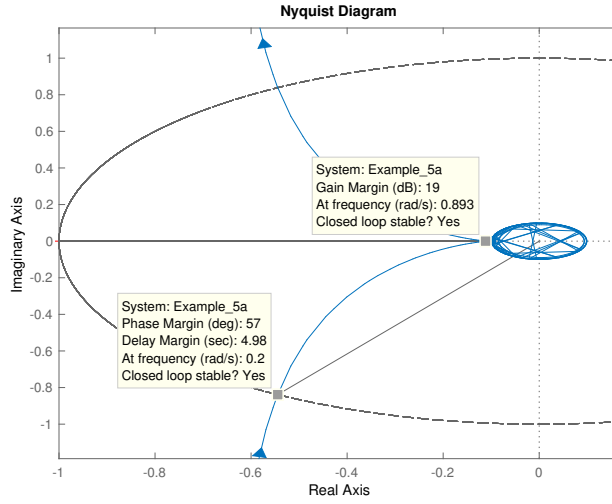 Nyquist Diagram
1
0.8
0.6
0.4
0.2
0
-0.2
-0.4
-0.6
-0.8
-1
Imaginary Axis
System: Example_5a
Gain Margin (dB): 19
At frequency (rad/s): 0.893
Closed loop stable? Yes
System: Example_5a
Phase Margin (deg): 57
Delay Margin (sec): 4.98
At frequency (rad/s): 0.2
Closed loop stable? Yes
-1
-0.8
-0.6
-0.4
-0.2
0
Real Axis